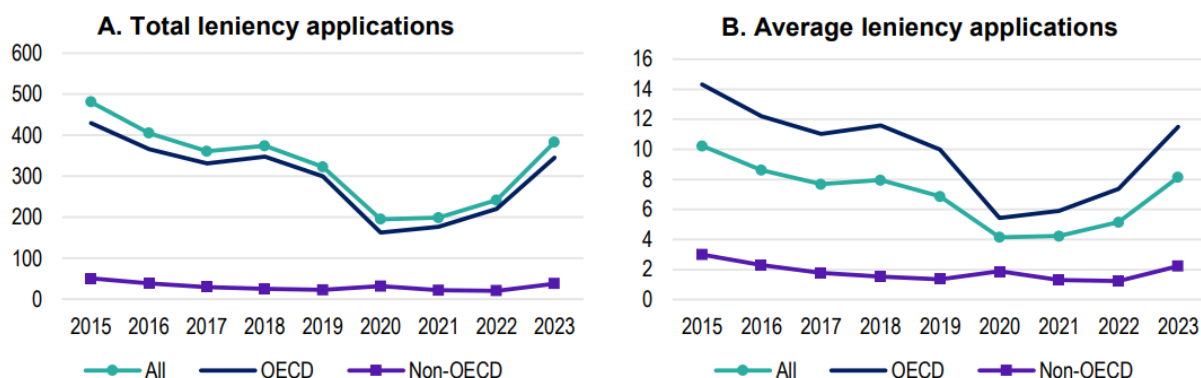 A. Total leniency applications
600
500
400
300
200
100
0
2015 2016 2017 2018 2019 2020 2021 2022 2023
All OECD Non-OECD
B. Average leniency applications
16
14
12
10
8
6
4
2
0
2015 2016 2017 2018 2019 2020 2021 2022 2023
All OECD Non-OECD